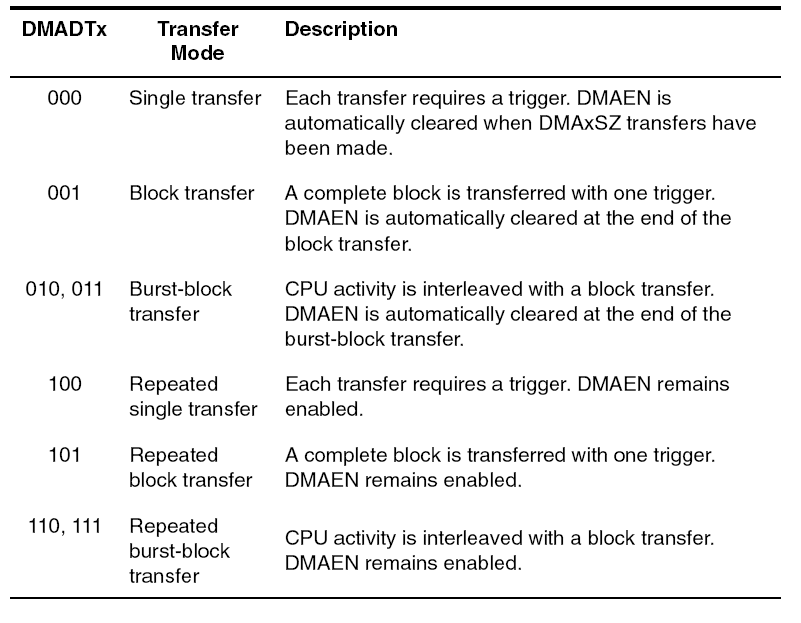 DMADTx Transfer Mode Description
000 Single transfer Each transfer requires a trigger. DMAEN is
automatically cleared when DMAxSZ transfers have
been made.
001 Block transfer A complete block is transferred with one trigger.
DMAEN is automatically cleared at the end of the
block transfer.
010, 011 Burst-block transfer CPU activity is interleaved with a block transfer.
DMAEN is automatically cleared at the end of the
burst-block transfer.
100 Repeated single transfer Each transfer requires a trigger. DMAEN remains
enabled.
101 Repeated block transfer A complete block is transferred with one trigger.
DMAEN remains enabled.
110, 111 Repeated burst-block transfer CPU activity is interleaved with a block transfer.
DMAEN remains enabled.